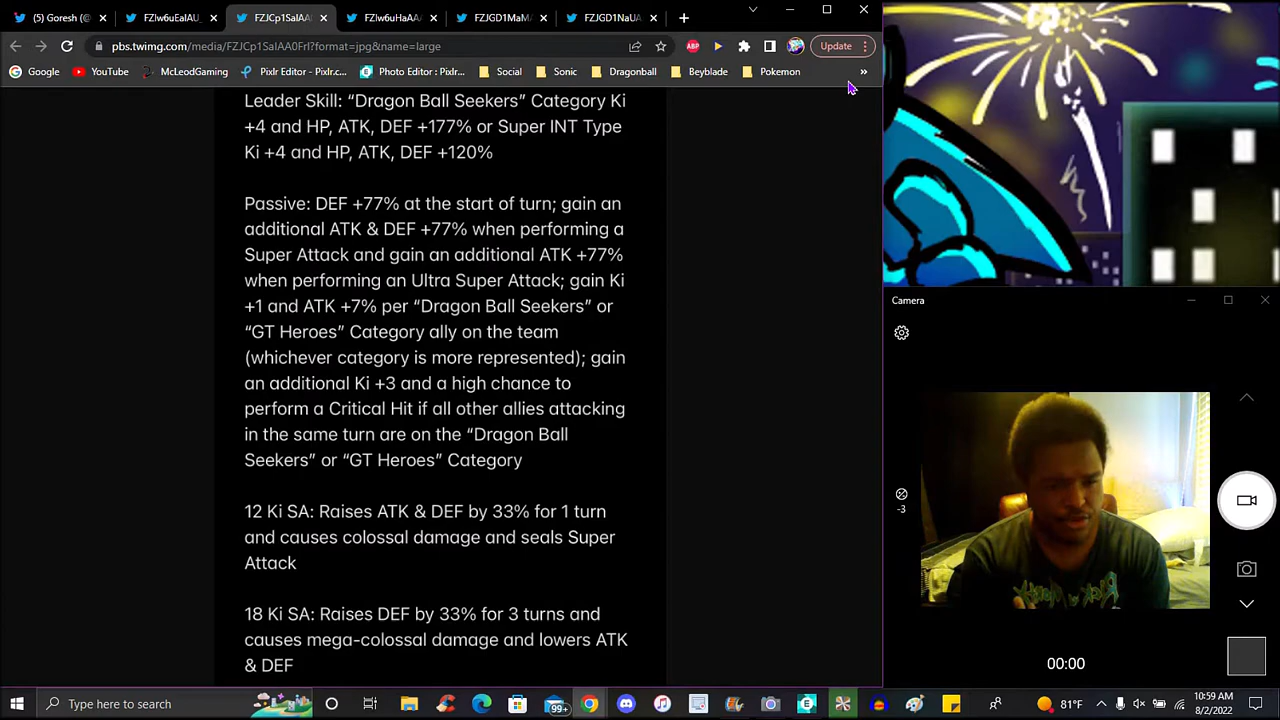 (5) Goresh (@
FZIw6uEaIAU_
FZJCp1SaIAA
FZIw6uHaAA
FZJGD1MaM
FZJGD1NaUA
pbs.twimg.com/media/FZJCp1SaIAA0FrI?format=jpg&name=large
ABP
Update
Google
YouTube
McLeodGaming
Pixlr Editor - Pixlr.c...
Photo Editor : Pixlr...
Social
Sonic
Dragonball
Beyblade
Pokemon
»
Leader Skill: “Dragon Ball Seekers” Category Ki
+4 and HP, ATK, DEF +177% or Super INT Type
Ki +4 and HP, ATK, DEF +120%
Passive: DEF +77% at the start of turn; gain an
additional ATK & DEF +77% when performing a
Super Attack and gain an additional ATK +77%
when performing an Ultra Super Attack; gain Ki
+1 and ATK +7% per “Dragon Ball Seekers” or
“GT Heroes” Category ally on the team
(whichever category is more represented); gain
an additional Ki +3 and a high chance to
perform a Critical Hit if all other allies attacking
in the same turn are on the “Dragon Ball
Seekers” or “GT Heroes” Category
12 Ki SA: Raises ATK & DEF by 33% for 1 turn
and causes colossal damage and seals Super
Attack
18 Ki SA: Raises DEF by 33% for 3 turns and
causes mega-colossal damage and lowers ATK
& DEF
Camera
-3
00:00
Type here to search
99+
81°F
10:59 AM
8/2/2022